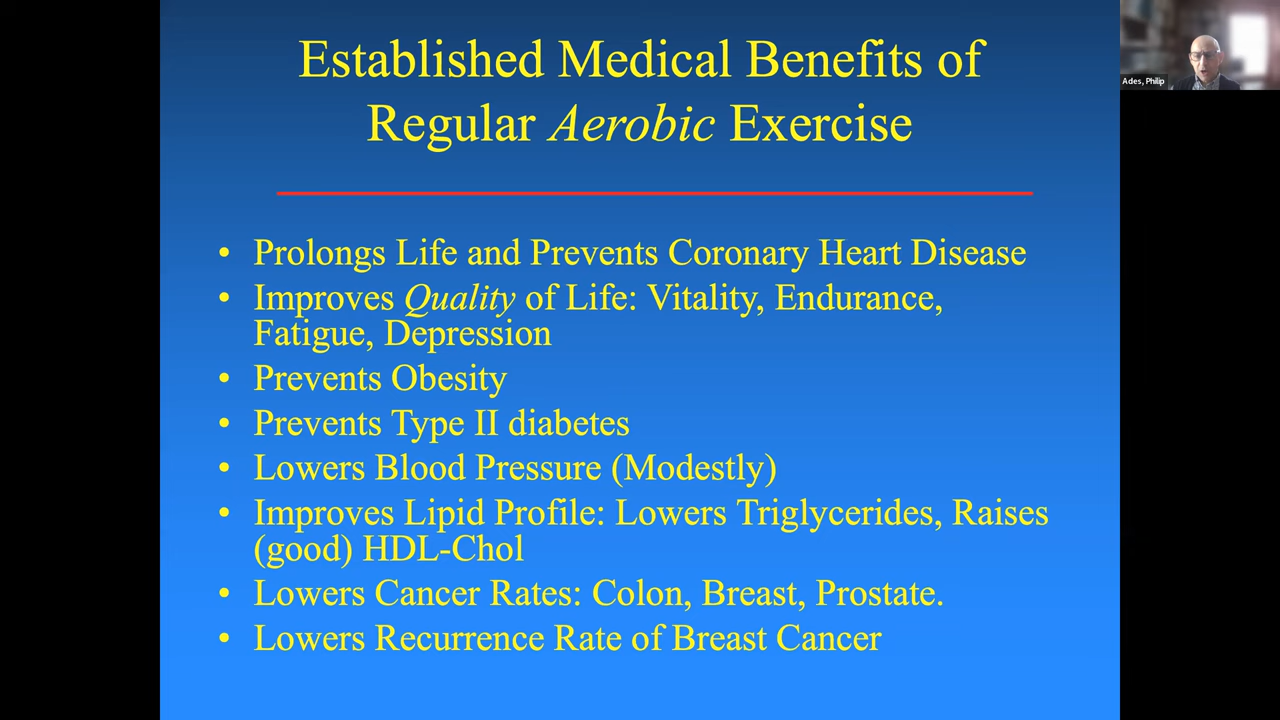 Established Medical Benefits of
Regular Aerobic Exercise
• Prolongs Life and Prevents Coronary Heart Disease
• Improves Quality of Life: Vitality, Endurance,
Fatigue, Depression
• Prevents Obesity
• Prevents Type II diabetes
• Lowers Blood Pressure (Modestly)
• Improves Lipid Profile: Lowers Triglycerides, Raises
(good) HDL-Chol
• Lowers Cancer Rates: Colon, Breast, Prostate.
• Lowers Recurrence Rate of Breast Cancer
Ades, Philip